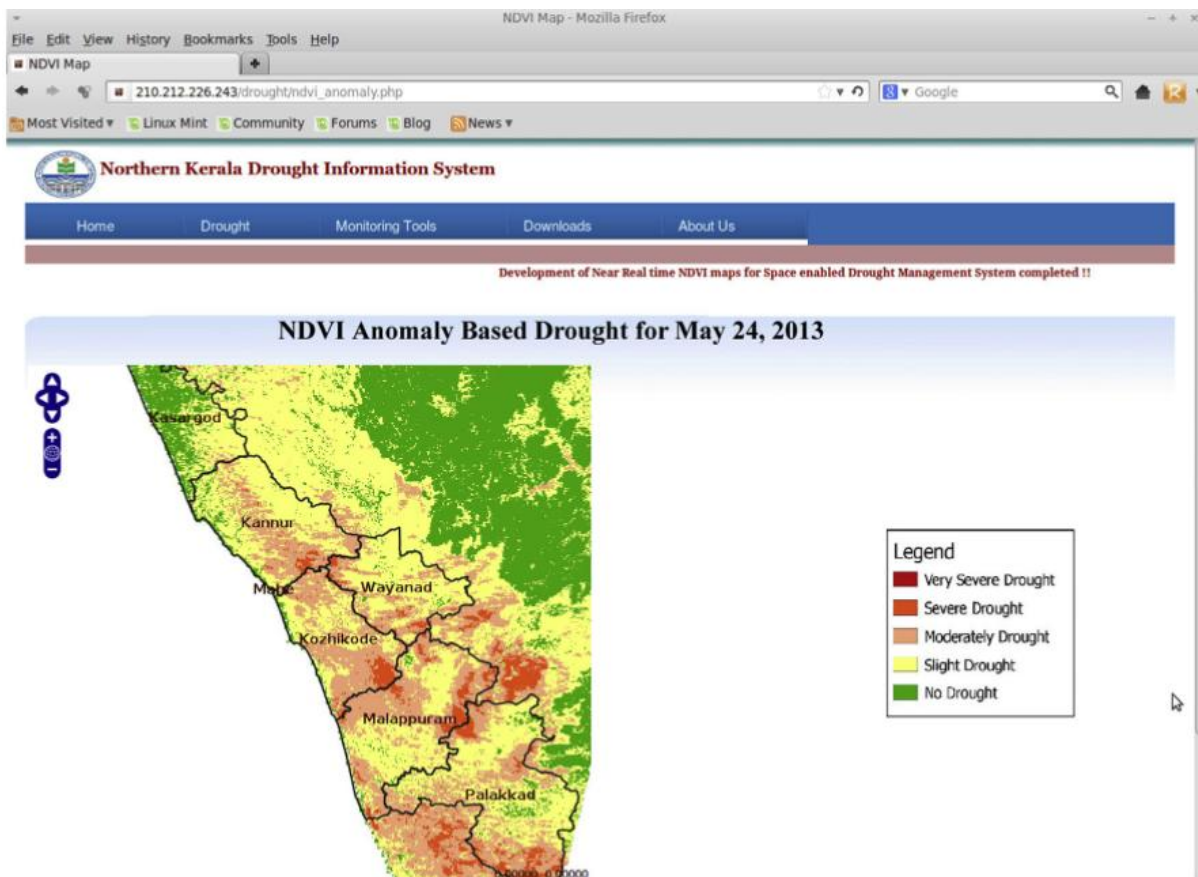 NDVI Map - Mozilla Firefox
File Edit View History Bookmarks Tools Help
NDVI Map
210.212.226.243/drought/ndvi_anomaly.php
Google
Most Visited Linux Mint Community Forums Blog News
Northern Kerala Drought Information System
Home Drought Monitoring Tools Downloads About Us
Development of Near Real time NDVI maps for Space enabled Drought Management System completed !!
NDVI Anomaly Based Drought for May 24, 2013
Kasargod
Kannur
Mahe
Wayanad
Kozhikode
Malappuram
Palakkad
0.00000, 0.00000
Legend
Very Severe Drought
Severe Drought
Moderately Drought
Slight Drought
No Drought